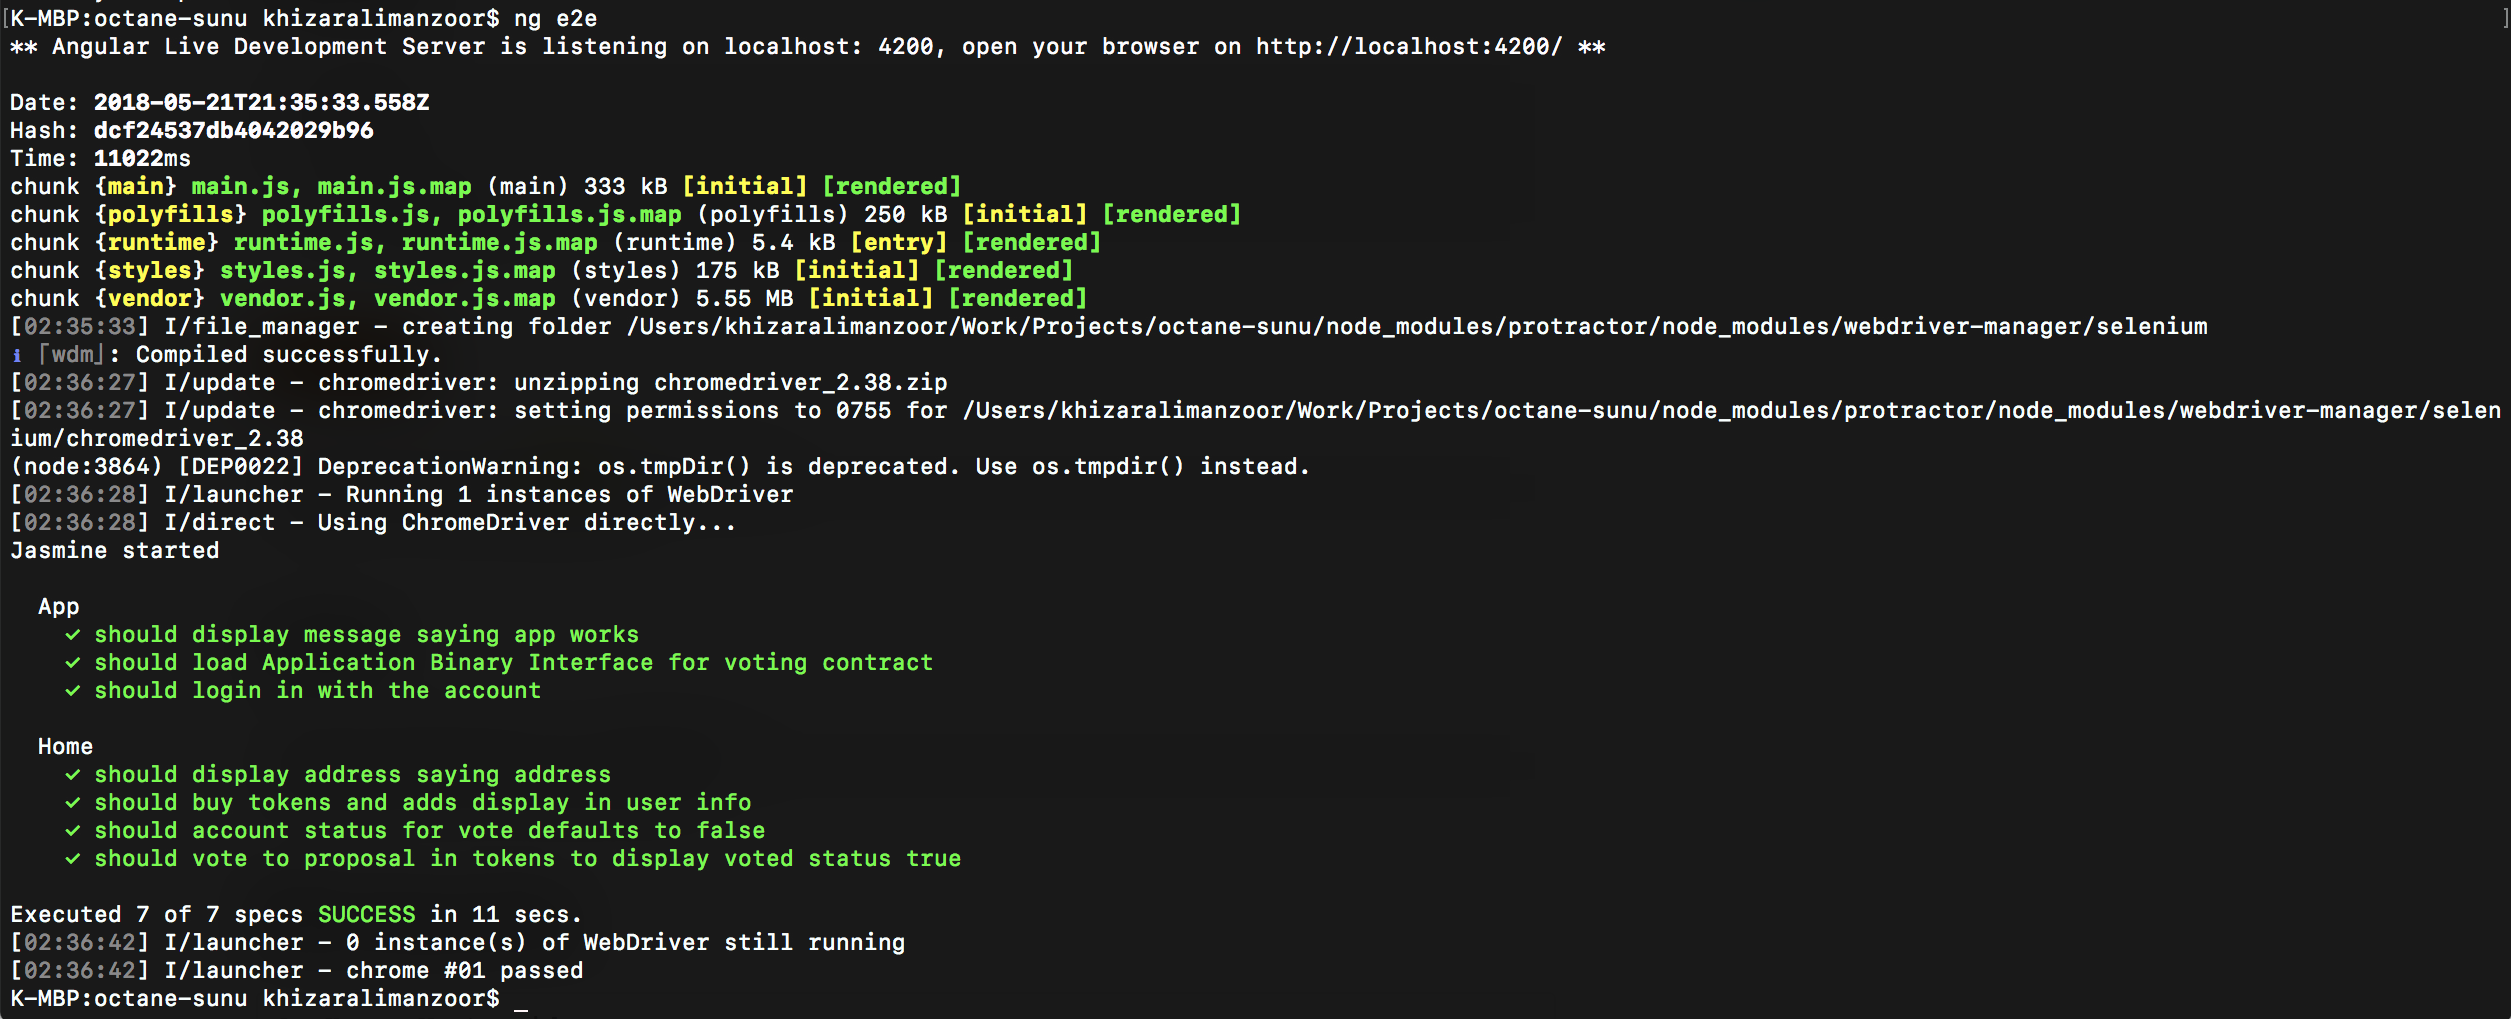 K-MBP:octane-sunu khizaralimanzoor$ ng e2e
** Angular Live Development Server is listening on localhost: 4200, open your browser on http://localhost:4200/ **
Date: 2018-05-21T21:35:33.558Z
Hash: dcf24537db4042029b96
Time: 11022ms
chunk {main} main.js, main.js.map (main) 333 kB [initial] [rendered]
chunk {polyfills} polyfills.js, polyfills.js.map (polyfills) 250 kB [initial] [rendered]
chunk {runtime} runtime.js, runtime.js.map (runtime) 5.4 kB [entry] [rendered]
chunk {styles} styles.js, styles.js.map (styles) 175 kB [initial] [rendered]
chunk {vendor} vendor.js, vendor.js.map (vendor) 5.55 MB [initial] [rendered]
[02:35:33] I/file_manager - creating folder /Users/khizaralimanzoor/Work/Projects/octane-sunu/node_modules/protractor/node_modules/webdriver-manager/selenium
ℹ ｢wdm｣: Compiled successfully.
[02:36:27] I/update - chromedriver: unzipping chromedriver_2.38.zip
[02:36:27] I/update - chromedriver: setting permissions to 0755 for /Users/khizaralimanzoor/Work/Projects/octane-sunu/node_modules/protractor/node_modules/webdriver-manager/selen
ium/chromedriver_2.38
(node:3864) [DEP0022] DeprecationWarning: os.tmpDir() is deprecated. Use os.tmpdir() instead.
[02:36:28] I/launcher - Running 1 instances of WebDriver
[02:36:28] I/direct - Using ChromeDriver directly...
Jasmine started
App
✓ should display message saying app works
✓ should load Application Binary Interface for voting contract
✓ should login in with the account
Home
✓ should display address saying address
✓ should buy tokens and adds display in user info
✓ should account status for vote defaults to false
✓ should vote to proposal in tokens to display voted status true
Executed 7 of 7 specs SUCCESS in 11 secs.
[02:36:42] I/launcher - 0 instance(s) of WebDriver still running
[02:36:42] I/launcher - chrome #01 passed
K-MBP:octane-sunu khizaralimanzoor$ _